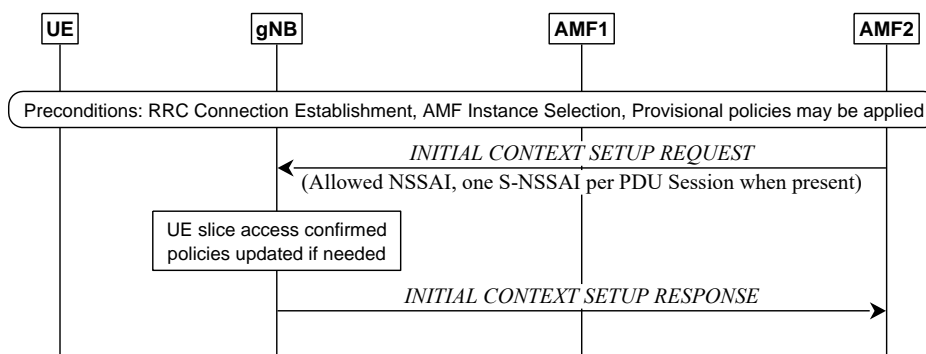 UE
gNB
AMF1
AMF2
Preconditions: RRC Connection Establishment, AMF Instance Selection, Provisional policies may be applied
INITIAL CONTEXT SETUP REQUEST
(Allowed NSSAI, one S-NSSAI per PDU Session when present)
UE slice access confirmed
policies updated if needed
INITIAL CONTEXT SETUP RESPONSE